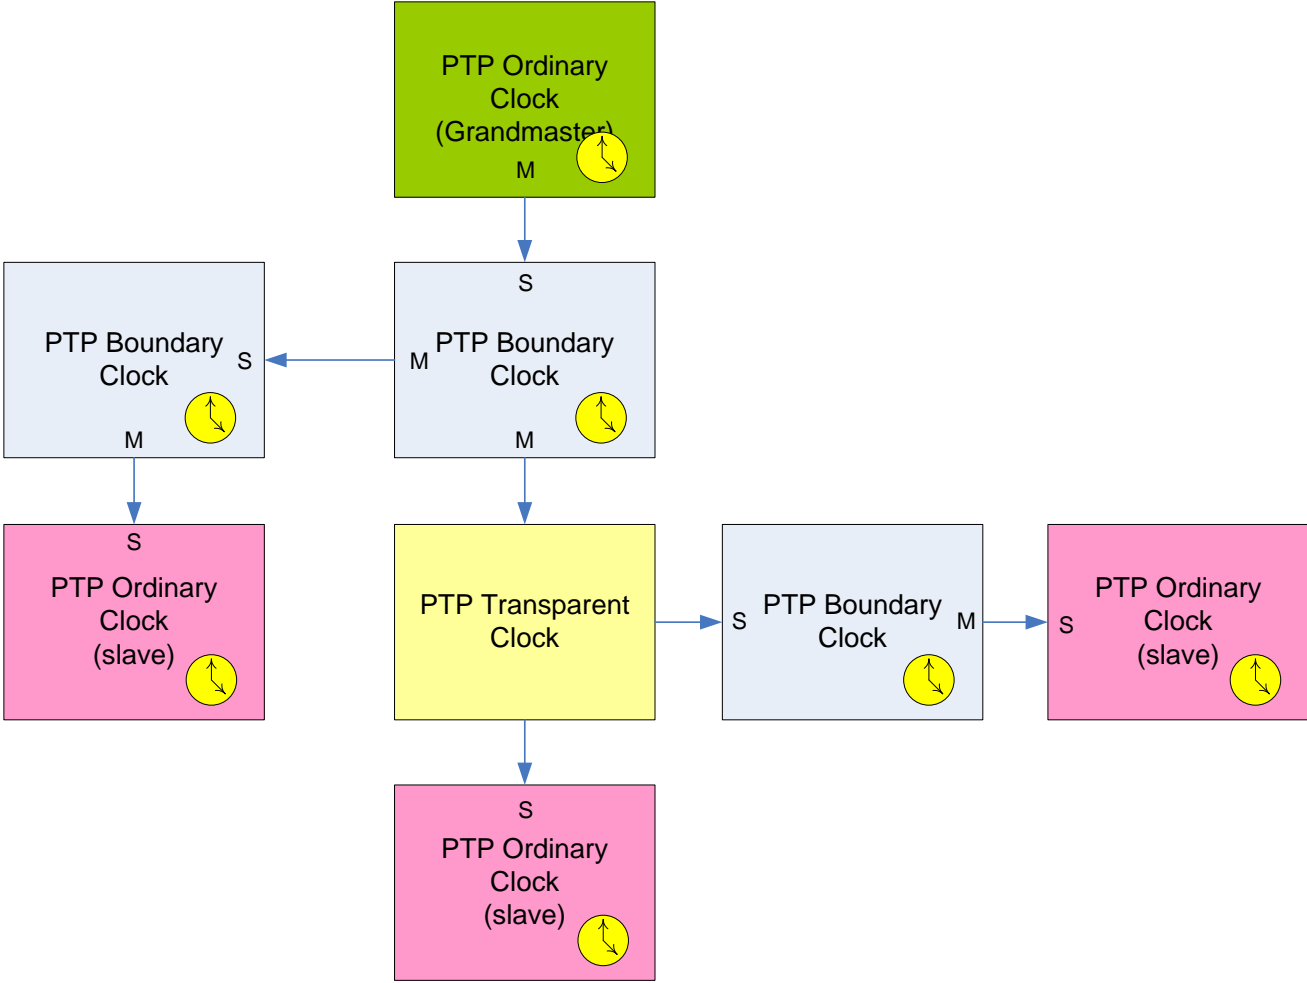 PTP Ordinary
Clock
(Grandmaster)
M
S
PTP Boundary
Clock
S
M
M
PTP Boundary
Clock
M
S
PTP Ordinary
Clock
(slave)
PTP Transparent
Clock
S
PTP Boundary
Clock
M
S
PTP Ordinary
Clock
(slave)
S
PTP Ordinary
Clock
(slave)